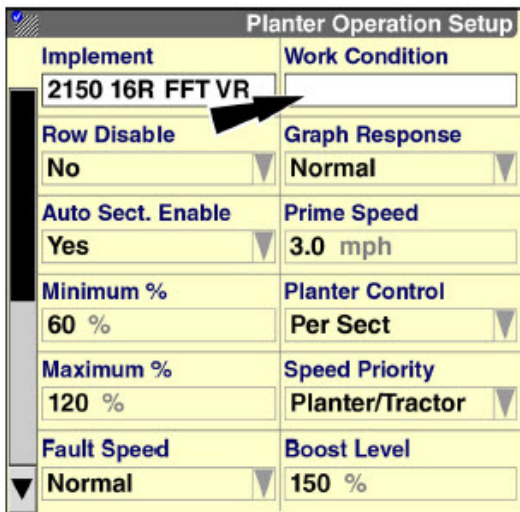 Planter Operation Setup
Implement
Work Condition
2150 16R FFT VR
Row Disable
Graph Response
No
Normal
Auto Sect. Enable
Prime Speed
Yes
3.0 mph
Minimum %
Planter Control
60 %
Per Sect
Maximum %
Speed Priority
120 %
Planter/Tractor
Fault Speed
Boost Level
Normal
150 %